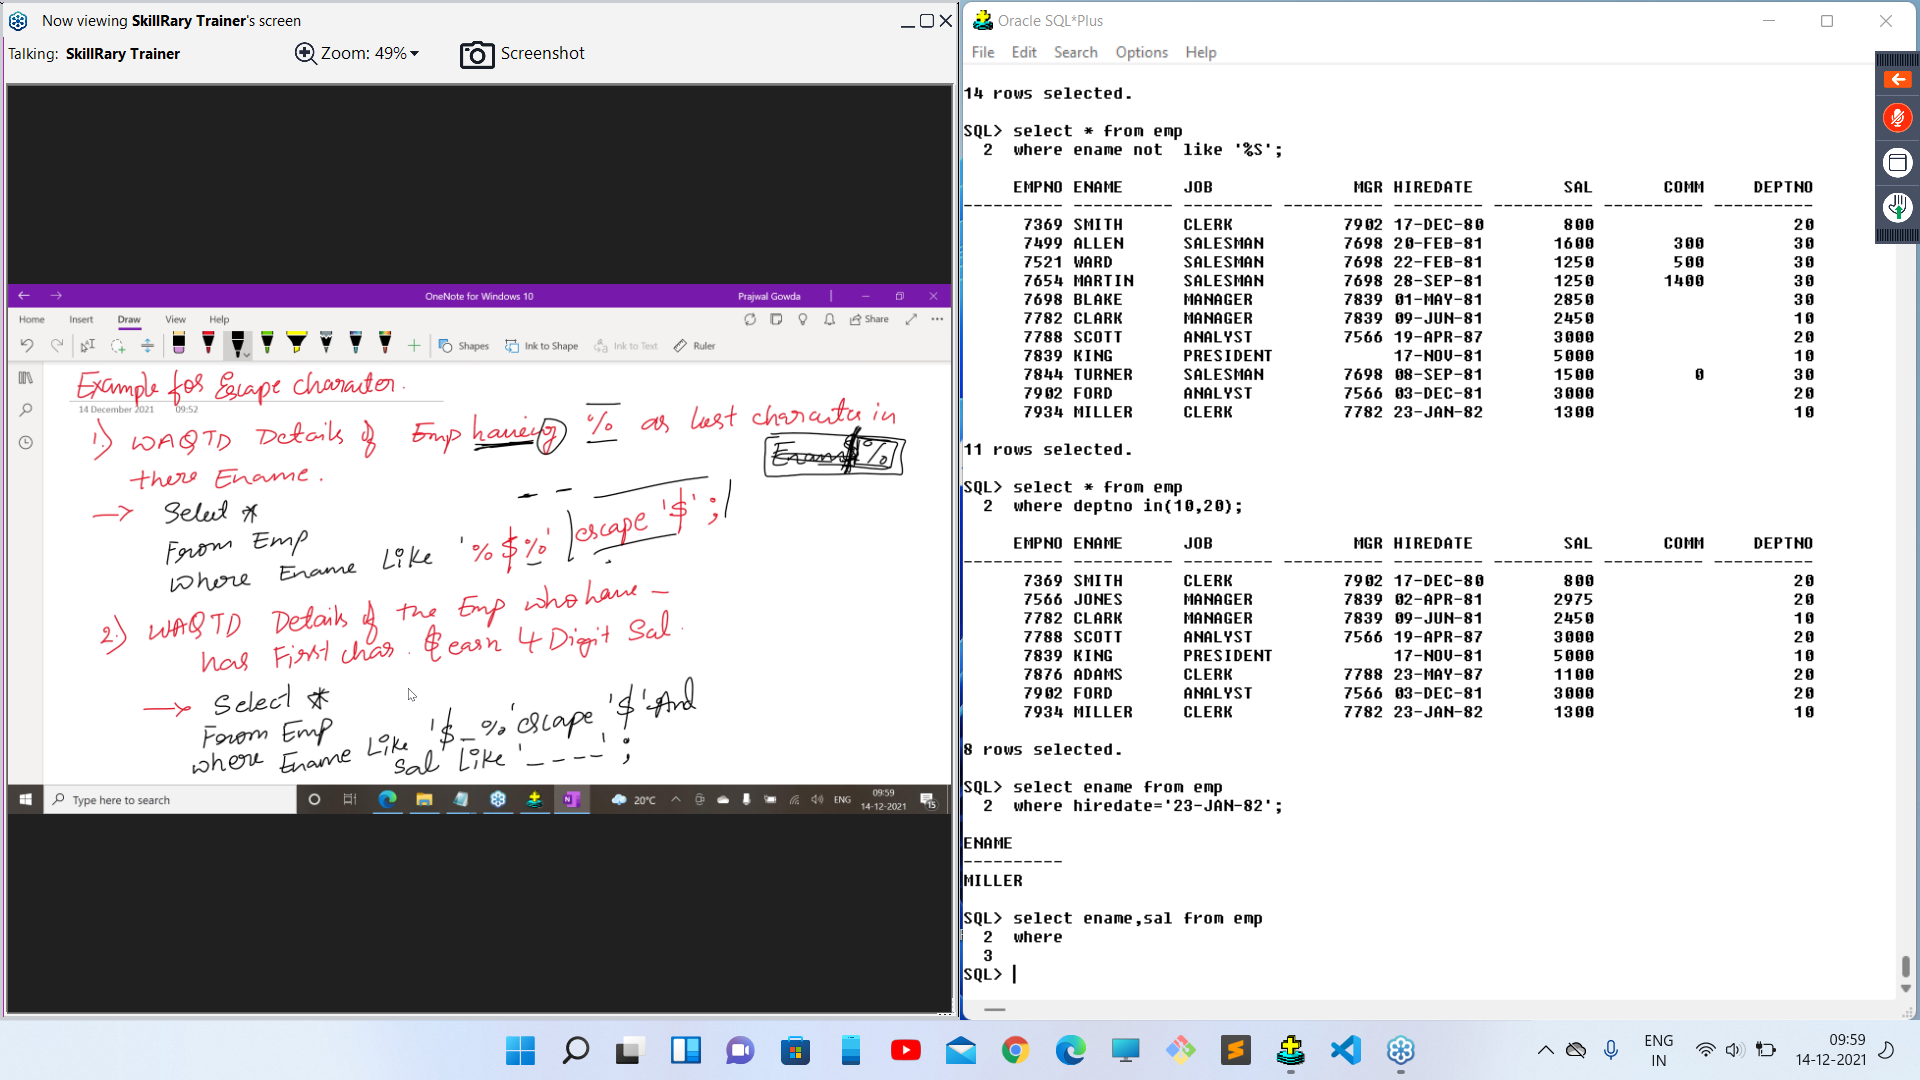 Now viewing SkillRary Trainer's screen
Talking: SkillRary Trainer
Zoom: 49%
Screenshot
OneNote for Windows 10
Prajwal Gowda
Home Insert Draw View Help
Share
Shapes Ink to Shape Ink to Text Ruler
Example for Escape character.
14 December 2021 09:52
1.) WAQTD Details of Emp having % as last character in
there Ename.
Ename$%
Select *
From Emp
Where Ename Like '%$%' escape '$' ;
2.) WAQTD Details of the Emp who have _
has First char. & earn 4 Digit Sal.
Select *
From Emp
where Ename Like '$_%' escape '$' And
Sal Like '_ _ _ _' ;
Type here to search
20°C
ENG
09:59
14-12-2021
15
Oracle SQL*Plus
File Edit Search Options Help
14 rows selected.
SQL> select * from emp
2 where ename not  like '%S';
EMPNO ENAME JOB MGR HIREDATE SAL COMM DEPTNO
---------- ---------- --------- ---------- --------- ---------- ---------- ----------
7369 SMITH CLERK 7902 17-DEC-80 800 20
7499 ALLEN SALESMAN 7698 20-FEB-81 1600 300 30
7521 WARD SALESMAN 7698 22-FEB-81 1250 500 30
7654 MARTIN SALESMAN 7698 28-SEP-81 1250 1400 30
7698 BLAKE MANAGER 7839 01-MAY-81 2850 30
7782 CLARK MANAGER 7839 09-JUN-81 2450 10
7788 SCOTT ANALYST 7566 19-APR-87 3000 20
7839 KING PRESIDENT 17-NOV-81 5000 10
7844 TURNER SALESMAN 7698 08-SEP-81 1500 0 30
7902 FORD ANALYST 7566 03-DEC-81 3000 20
7934 MILLER CLERK 7782 23-JAN-82 1300 10
11 rows selected.
SQL> select * from emp
2 where deptno in(10,20);
EMPNO ENAME JOB MGR HIREDATE SAL COMM DEPTNO
---------- ---------- --------- ---------- --------- ---------- ---------- ----------
7369 SMITH CLERK 7902 17-DEC-80 800 20
7566 JONES MANAGER 7839 02-APR-81 2975 20
7782 CLARK MANAGER 7839 09-JUN-81 2450 10
7788 SCOTT ANALYST 7566 19-APR-87 3000 20
7839 KING PRESIDENT 17-NOV-81 5000 10
7876 ADAMS CLERK 7788 23-MAY-87 1100 20
7902 FORD ANALYST 7566 03-DEC-81 3000 20
7934 MILLER CLERK 7782 23-JAN-82 1300 10
8 rows selected.
SQL> select ename from emp
2 where hiredate='23-JAN-82';
ENAME
----------
MILLER
SQL> select ename,sal from emp
2 where
3
SQL>
ENG
IN
09:59
14-12-2021